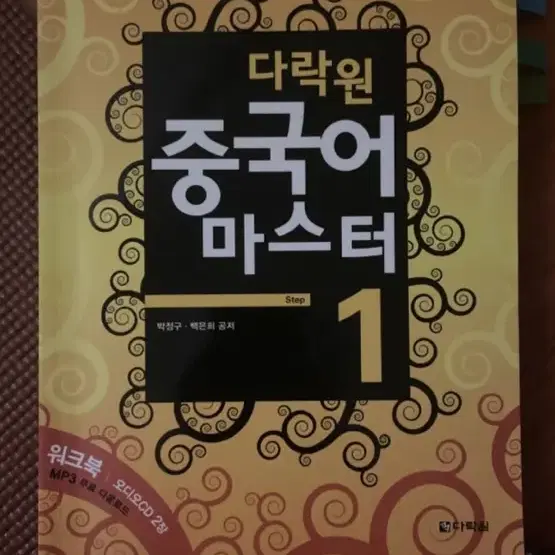 다락원
중국어
마스터
Step
1
박정구 · 백은희 공저
워크북 | 오디오CD 2장
MP3 무료 다운로드
다락원